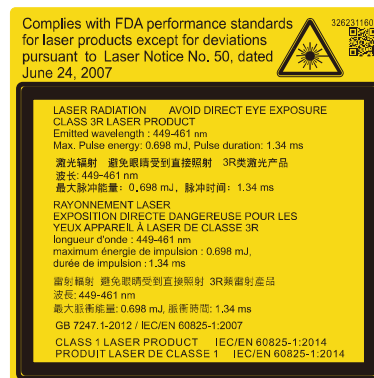 Complies with FDA performance standards
for laser products except for deviations
pursuant to Laser Notice No. 50, dated
June 24, 2007
326231160
LASER RADIATION AVOID DIRECT EYE EXPOSURE
CLASS 3R LASER PRODUCT
Emitted wavelength : 449-461 nm
Max. Pulse energy: 0.698 mJ, Pulse duration: 1.34 ms
激光辐射 避免眼睛受到直接照射 3R类激光产品
波长: 449-461 nm
最大脉冲能量: 0.698 mJ, 脉冲时间: 1.34 ms
RAYONNEMENT LASER
EXPOSITION DIRECTE DANGEREUSE POUR LES
YEUX APPAREIL À LASER DE CLASSE 3R
longueur d'onde : 449-461 nm
maximum énergie de impulsion : 0.698 mJ,
durée de impulsion : 1.34 ms
雷射輻射 避免眼睛受到直接照射 3R類雷射產品
波長: 449-461 nm
最大脈衝能量: 0.698 mJ, 脈衝時間: 1.34 ms
GB 7247.1-2012 / IEC/EN 60825-1:2007
CLASS 1 LASER PRODUCT IEC/EN 60825-1:2014
PRODUIT LASER DE CLASSE 1 IEC/EN 60825-1:2014